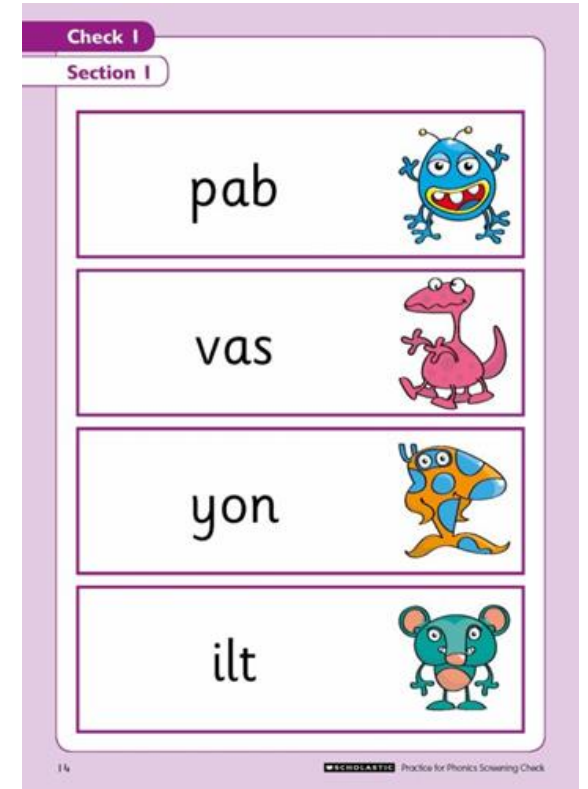 Check 1
Section 1
pab
vas
yon
ilt
14
SCHOLASTIC Practice for Phonics Screening Check